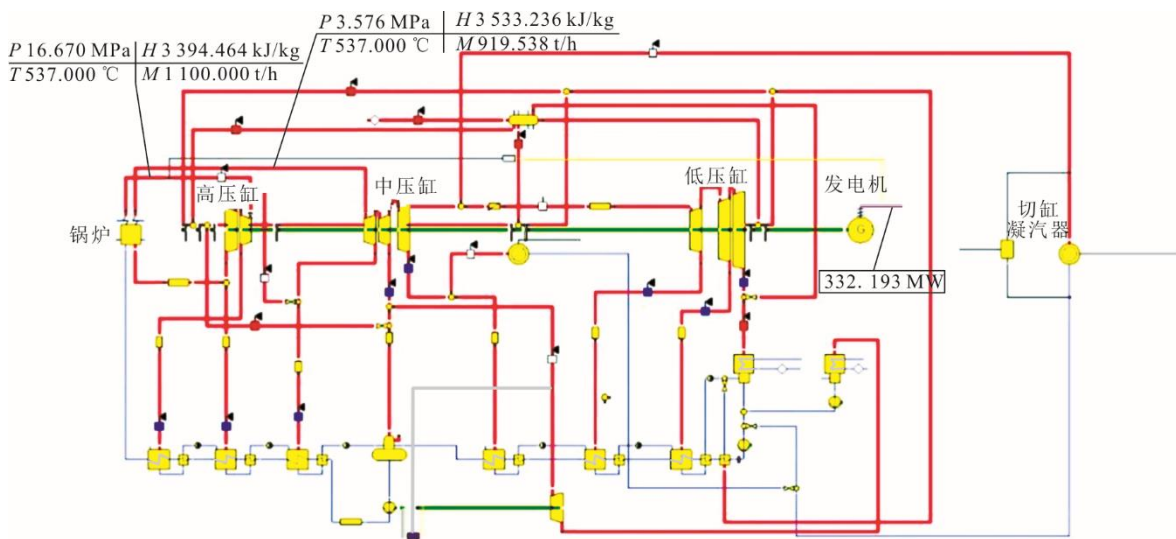 P 3.576 MPa H 3 533.236 kJ/kg
T 537.000 ℃ M 919.538 t/h
P 16.670 MPa H 3 394.464 kJ/kg
T 537.000 ℃ M 1 100.000 t/h
高压缸
中压缸
低压缸
发电机
锅炉
G
切缸
凝汽器
332. 193 MW